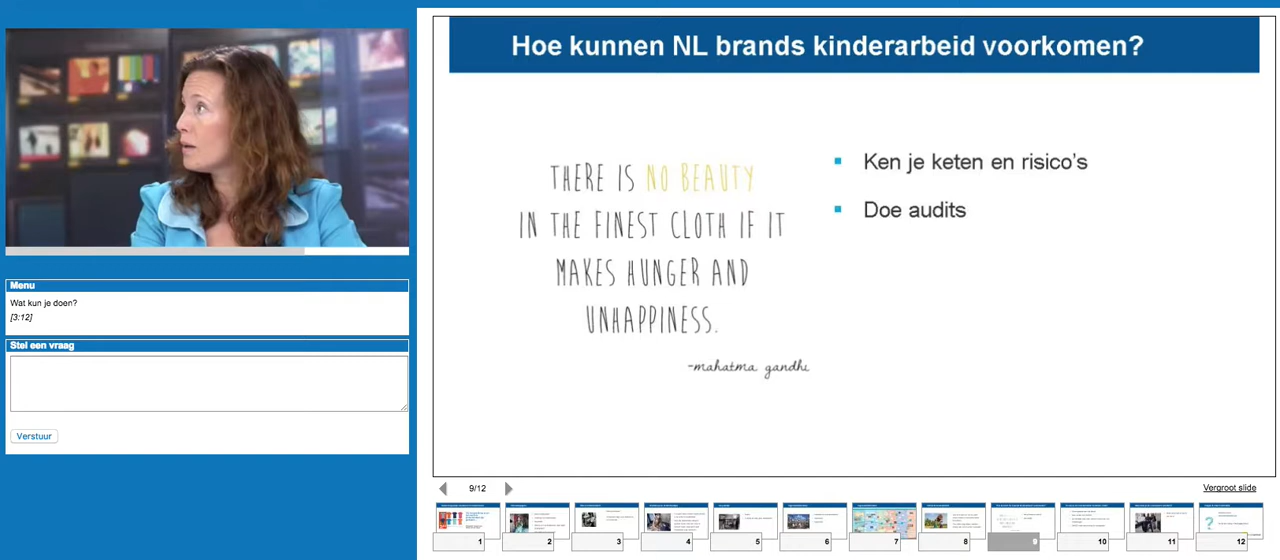 Hoe kunnen NL brands kinderarbeid voorkomen?
THERE IS NO BEAUTY
IN THE FINEST CLOTH IF IT
MAKES HUNGER AND
UNHAPPINESS.
-mahatma gandhi
Ken je keten en risico's
Doe audits
Menu
Wat kun je doen?
[3:12]
Stel een vraag
Verstuur
9/12
Vergroot slide
1
2
3
4
5
6
7
8
9
10
11
12